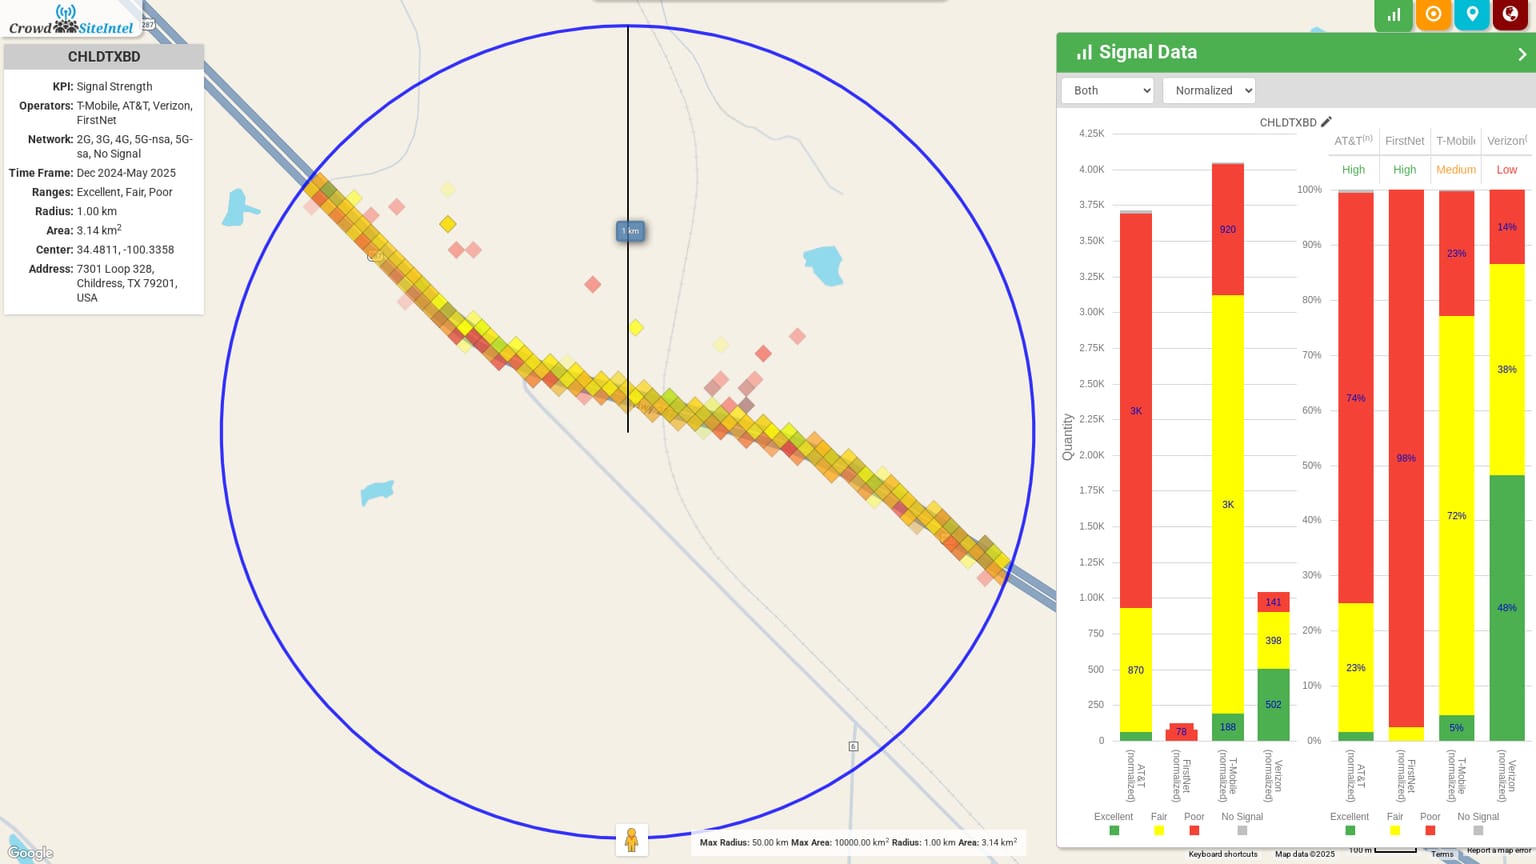 Crowd SiteIntel
287
CHLDTXBD
KPI: Signal Strength
Operators: T-Mobile, AT&T, Verizon,
FirstNet
Network: 2G, 3G, 4G, 5G-nsa, 5G-
sa, No Signal
Time Frame: Dec 2024-May 2025
Ranges: Excellent, Fair, Poor
Radius: 1.00 km
Area: 3.14 km²
Center: 34.4811, -100.3358
Address: 7301 Loop 328,
Childress, TX 79201,
USA
1 km
6
Google
Max Radius: 50.00 km Max Area: 10000.00 km² Radius: 1.00 km Area: 3.14 km²
Keyboard shortcuts
Map data ©2025
100 m
Terms
Report a map error
Signal Data
Both
Normalized
CHLDTXBD
Quantity
4.25K
4.00K
3.75K
3.50K
3.25K
3.00K
2.75K
2.50K
2.25K
2.00K
1.75K
1.50K
1.25K
1.00K
750
500
250
0
3K
870
78
920
3K
188
141
398
502
AT&T
(normalized)
FirstNet
(normalized)
T-Mobile
(normalized)
Verizon
(normalized)
Excellent
Fair
Poor
No Signal
AT&T(n)
FirstNet
T-Mobile
Verizon(
High
High
Medium
Low
100%
90%
80%
70%
60%
50%
40%
30%
20%
10%
0%
74%
23%
98%
23%
72%
5%
14%
38%
48%
AT&T
(normalized)
FirstNet
(normalized)
T-Mobile
(normalized)
Verizon
(normalized)
Excellent
Fair
Poor
No Signal